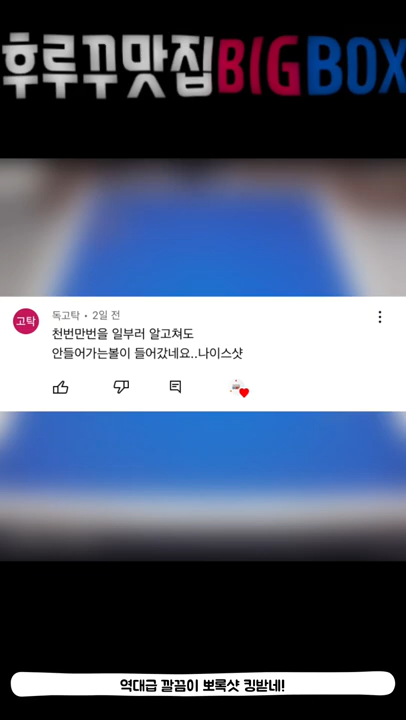 후루꾸맛집BIGBOX
고탁
독고탁 • 2일 전
천번만번을 일부러 알고쳐도
안들어가는볼이 들어갔네요..나이스샷
역대급 깔끔이 뽀록샷 킹받네!